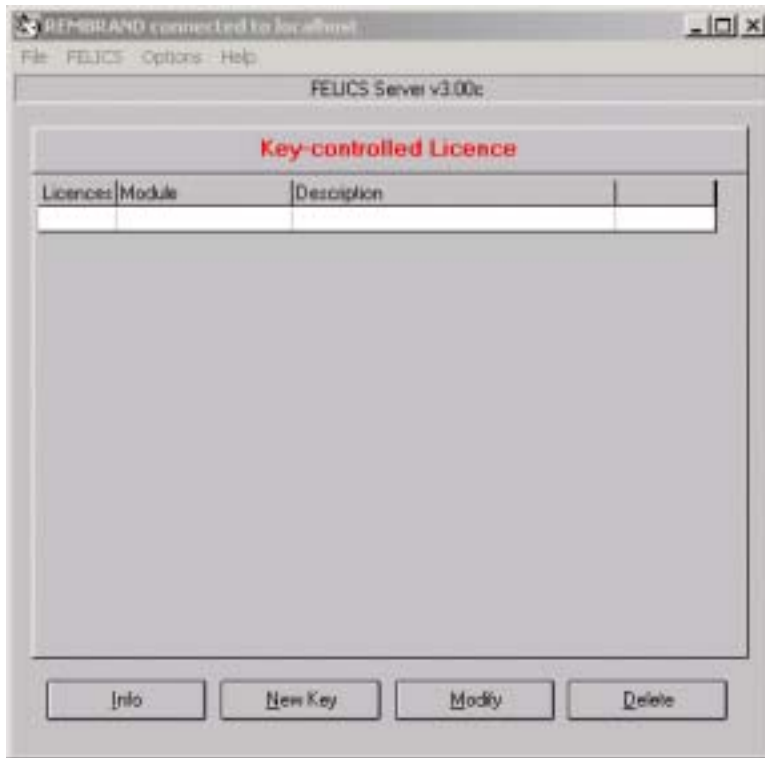 REMBRAND connected to localhost
File FELICS Options Help
FELICS Server v3.00c
Key-controlled Licence
Licences Module Description
Info New Key Modify Delete